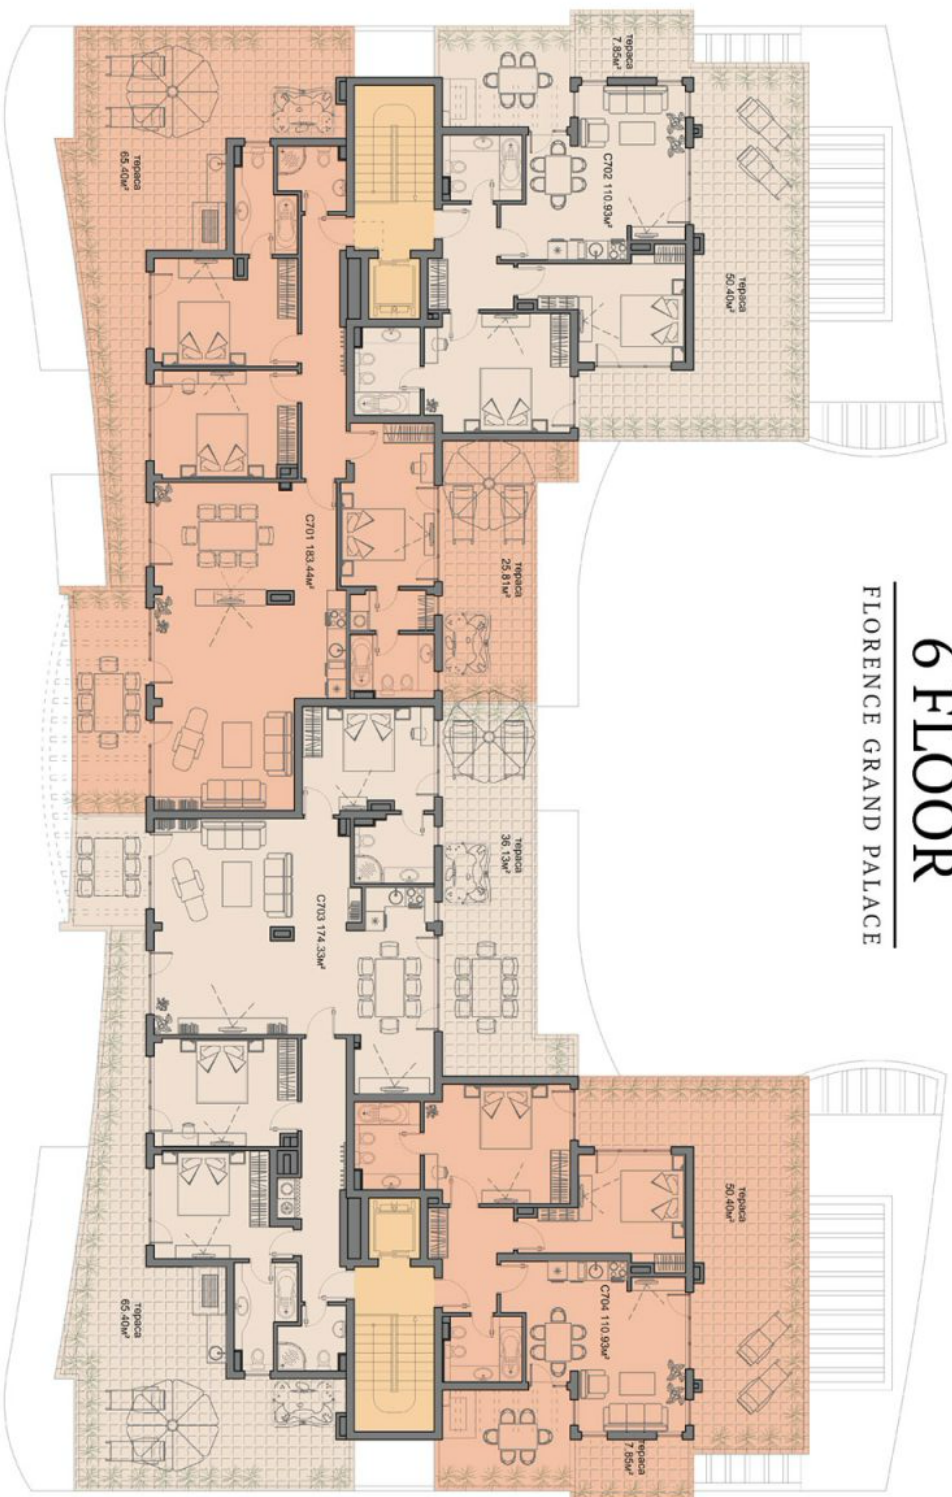 6 FLOOR
FLORENCE GRAND PALACE
тераса
7.85м²
C702 110.93м²
тераса
50.40м²
тераса
65.40м²
C701 183.44м²
тераса
25.81м²
тераса
36.13м²
C703 174.33м²
тераса
50.40м²
C704 110.93м²
тераса
65.40м²
тераса
7.85м²